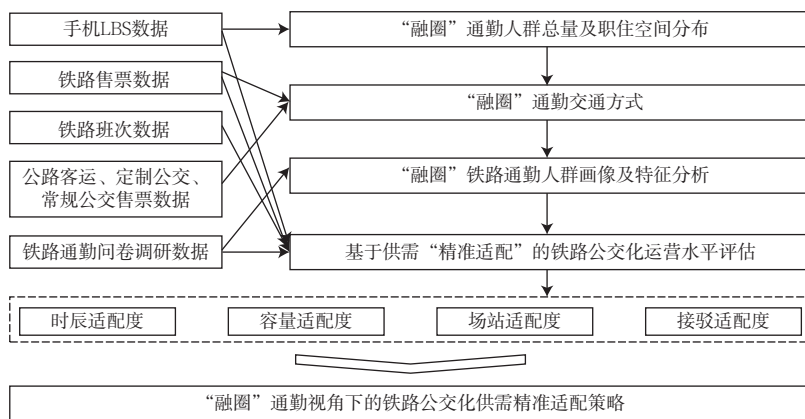 手机LBS数据
“融圈”通勤人群总量及职住空间分布
铁路售票数据
“融圈”通勤交通方式
铁路班次数据
公路客运、定制公交、
常规公交售票数据
“融圈”铁路通勤人群画像及特征分析
铁路通勤问卷调研数据
基于供需“精准适配”的铁路公交化运营水平评估
时辰适配度
容量适配度
场站适配度
接驳适配度
“融圈”通勤视角下的铁路公交化供需精准适配策略